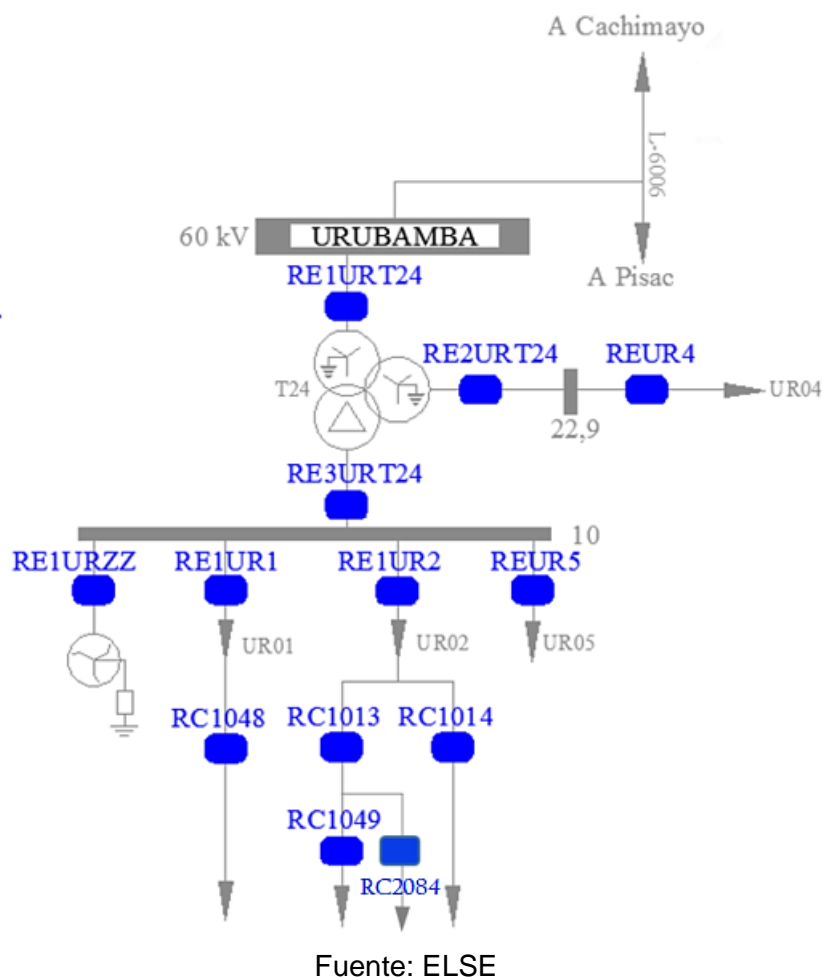 A Cachimayo
L-6006
60 kV
URUBAMBA
A Pisac
RE1URT24
RE2URT24
REUR4
T24
UR04
22,9
RE3URT24
10
RE1URZZ
RE1UR1
RE1UR2
REUR5
UR01
UR02
UR05
RC1048
RC1013
RC1014
RC1049
RC2084
Fuente: ELSE